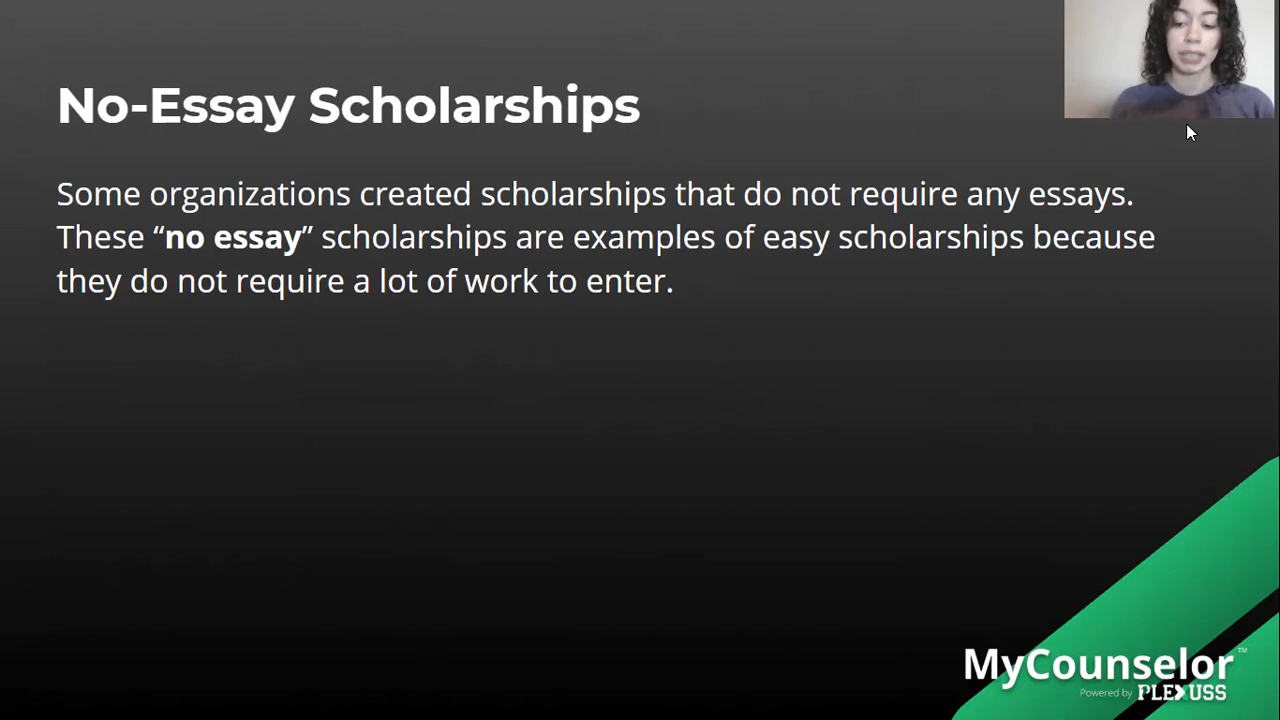 No-Essay Scholarships
Some organizations created scholarships that do not require any essays.
These “no essay” scholarships are examples of easy scholarships because
they do not require a lot of work to enter.
MyCounselor™
Powered by PLEXUSS